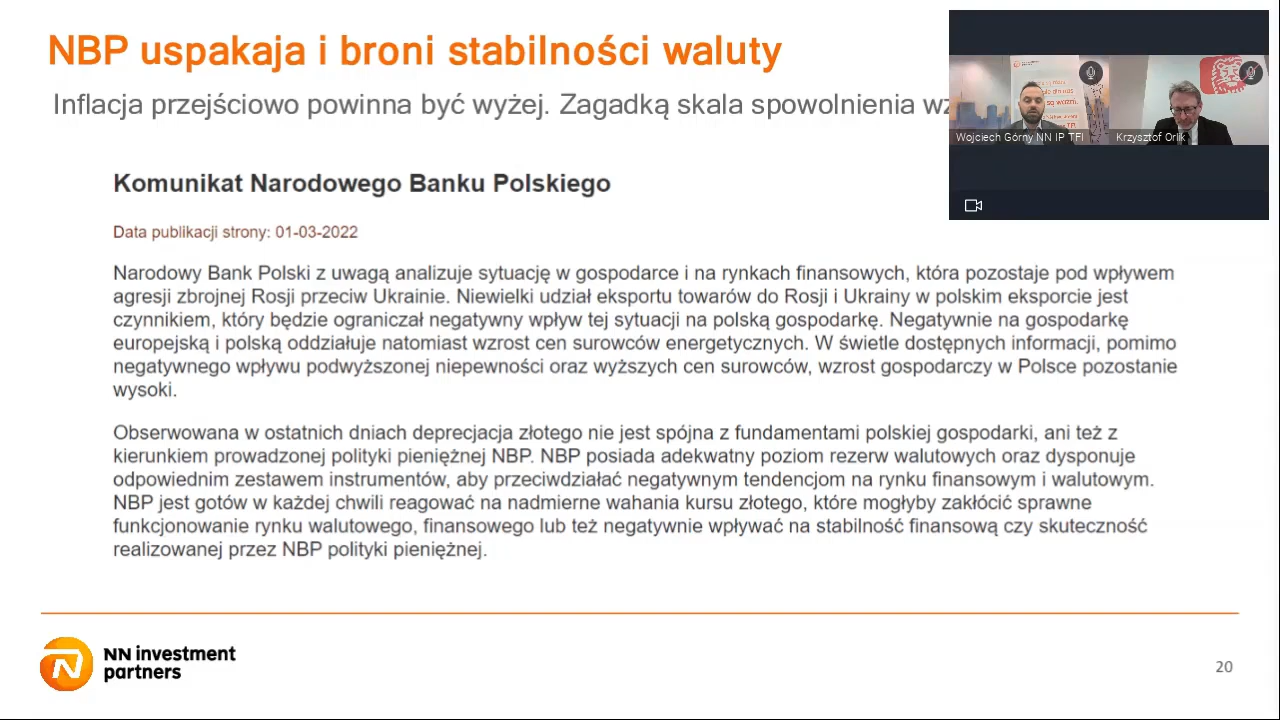 NBP uspakaja i broni stabilności waluty
Inflacja przejściowo powinna być wyżej. Zagadką skala spowolnienia
Wojciech Górny NN IP TFI
Krzysztof Orlik
Komunikat Narodowego Banku Polskiego
Data publikacji strony: 01-03-2022
Narodowy Bank Polski z uwagą analizuje sytuację w gospodarce i na rynkach finansowych, która pozostaje pod wpływem
agresji zbrojnej Rosji przeciw Ukrainie. Niewielki udział eksportu towarów do Rosji i Ukrainy w polskim eksporcie jest
czynnikiem, który będzie ograniczał negatywny wpływ tej sytuacji na polską gospodarkę. Negatywnie na gospodarkę
europejską i polską oddziałuje natomiast wzrost cen surowców energetycznych. W świetle dostępnych informacji, pomimo
negatywnego wpływu podwyższonej niepewności oraz wyższych cen surowców, wzrost gospodarczy w Polsce pozostanie
wysoki.
Obserwowana w ostatnich dniach deprecjacja złotego nie jest spójna z fundamentami polskiej gospodarki, ani też z
kierunkiem prowadzonej polityki pieniężnej NBP. NBP posiada adekwatny poziom rezerw walutowych oraz dysponuje
odpowiednim zestawem instrumentów, aby przeciwdziałać negatywnym tendencjom na rynku finansowym i walutowym.
NBP jest gotów w każdej chwili reagować na nadmierne wahania kursu złotego, które mogłyby zakłócić sprawne
funkcjonowanie rynku walutowego, finansowego lub też negatywnie wpływać na stabilność finansową czy skuteczność
realizowanej przez NBP polityki pieniężnej.
NN investment
partners
20